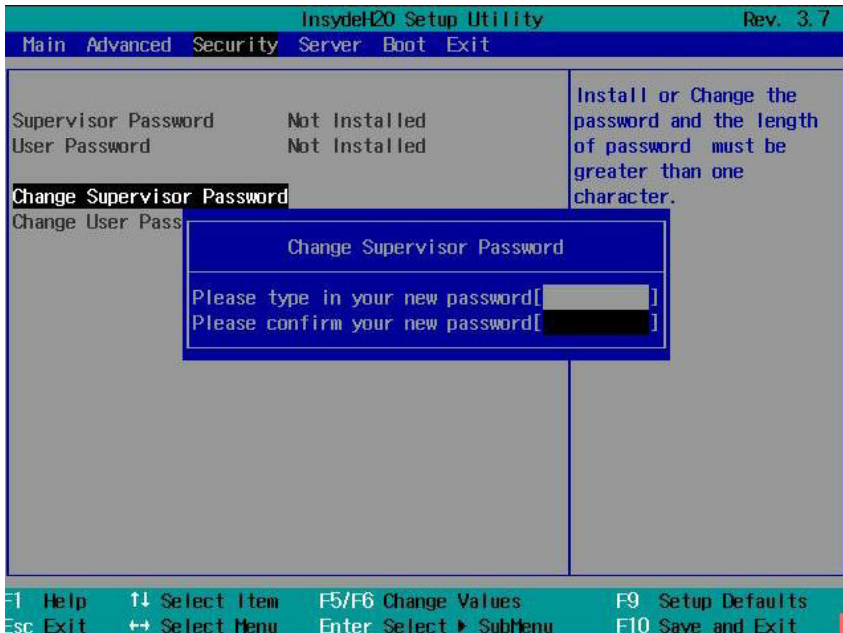 InsydeH2O Setup Utility Rev. 3.7
Main Advanced Security Server Boot Exit
Supervisor Password Not Installed
User Password Not Installed
Change Supervisor Password
Change User Pass
Install or Change the
password and the length
of password must be
greater than one
character.
Change Supervisor Password
Please type in your new password[ ]
Please confirm your new password[ ]
F1 Help ↑↓ Select Item F5/F6 Change Values F9 Setup Defaults
Esc Exit ↔ Select Menu Enter Select ▶ SubMenu F10 Save and Exit